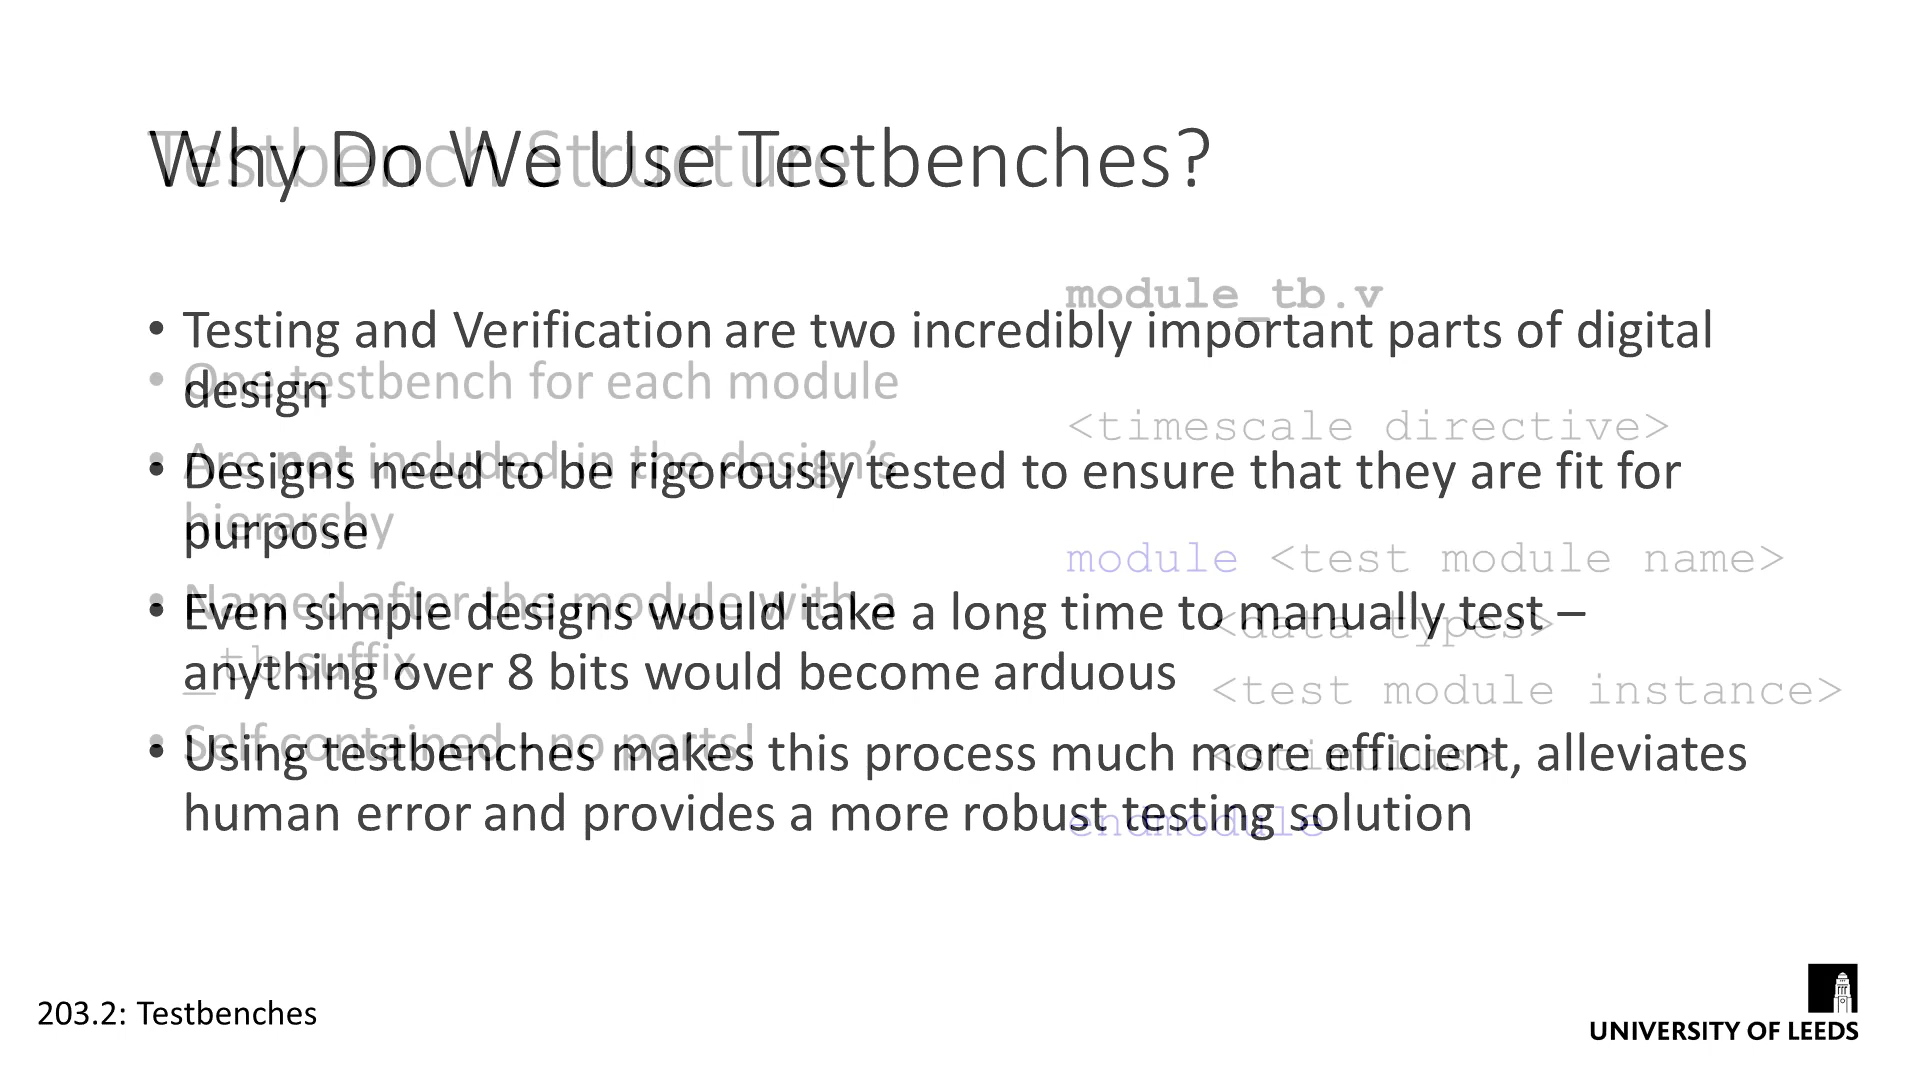 Why Do We Use Testbenches?
• Testing and Verification are two incredibly important parts of digital
design
• Designs need to be rigorously tested to ensure that they are fit for
purpose
• Even simple designs would take a long time to manually test –
anything over 8 bits would become arduous
• Using testbenches makes this process much more efficient, alleviates
human error and provides a more robust testing solution
Testbench Structure
• One testbench for each module
• Are not included in the design’s
hierarchy
• Named after the module with a
_tb suffix
• Self contained - no ports!
module_tb.v
<timescale directive>
module <test module name>
<data types>
<test module instance>
<stimulus>
endmodule
203.2: Testbenches
UNIVERSITY OF LEEDS